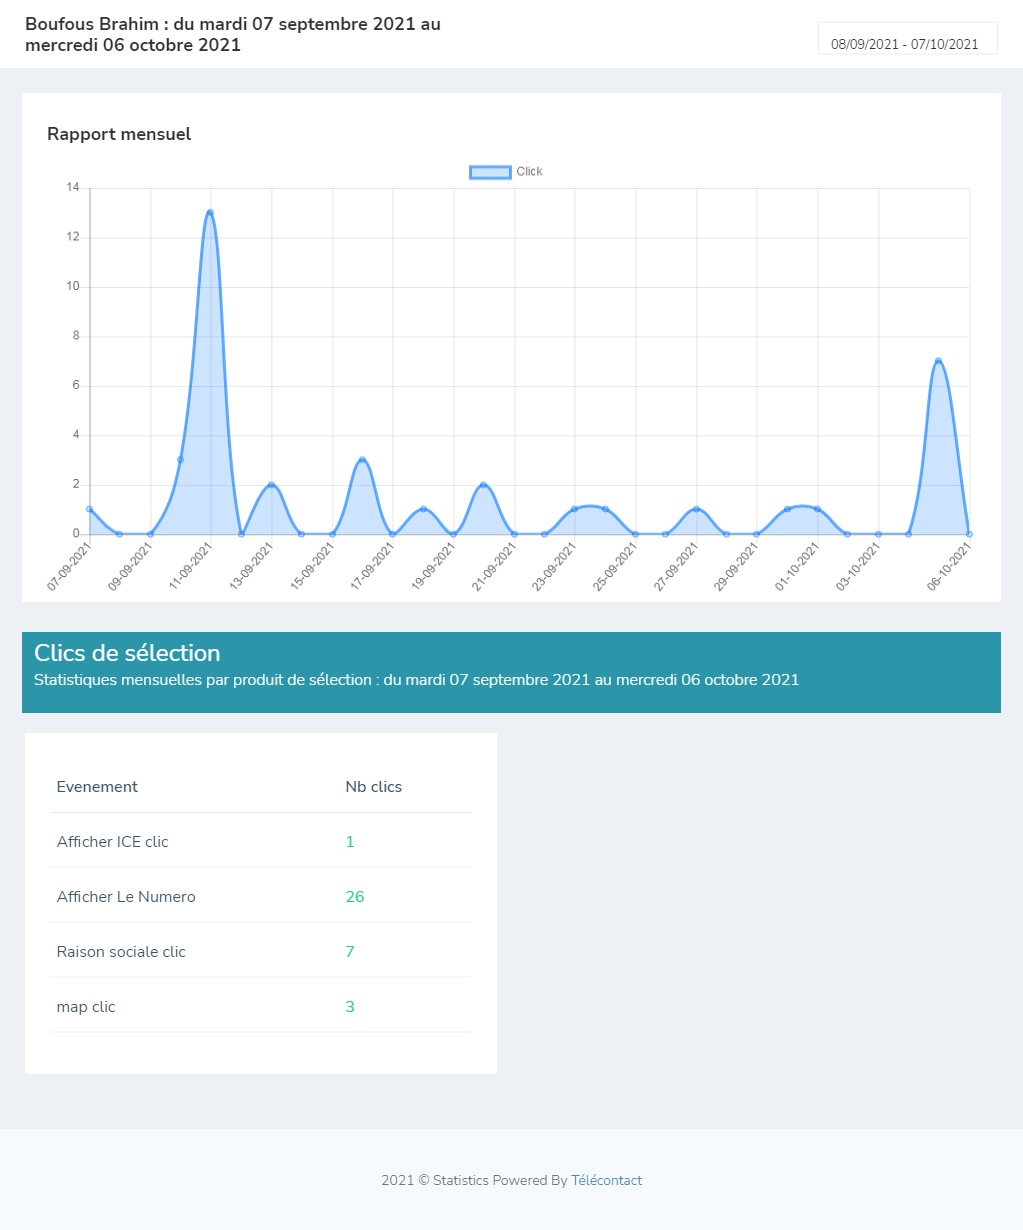 Boufous Brahim : du mardi 07 septembre 2021 au
mercredi 06 octobre 2021
08/09/2021 - 07/10/2021
Rapport mensuel
Click
14
12
10
8
6
4
2
0
07-09-2021
09-09-2021
11-09-2021
13-09-2021
15-09-2021
17-09-2021
19-09-2021
21-09-2021
23-09-2021
25-09-2021
27-09-2021
29-09-2021
01-10-2021
03-10-2021
06-10-2021
Clics de sélection
Statistiques mensuelles par produit de sélection : du mardi 07 septembre 2021 au mercredi 06 octobre 2021
Evenement Nb clics
Afficher ICE clic 1
Afficher Le Numero 26
Raison sociale clic 7
map clic 3
2021 © Statistics Powered By Télécontact